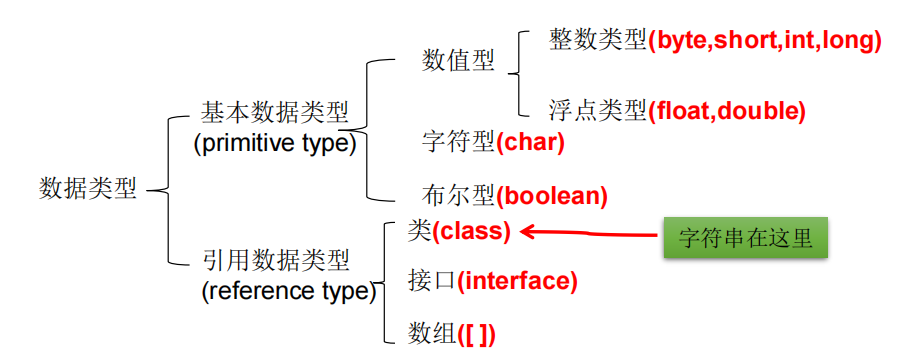 整数类型(byte,short,int,long)
数值型
浮点类型(float,double)
基本数据类型
(primitive type)
字符型(char)
布尔型(boolean)
数据类型
类(class)
字符串在这里
引用数据类型
(reference type)
接口(interface)
数组([ ])